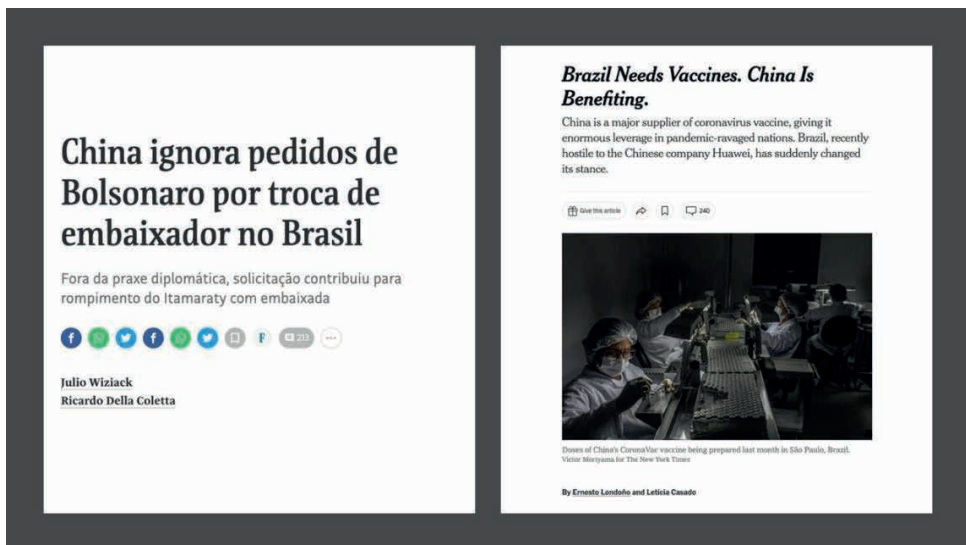 China ignora pedidos de
Bolsonaro por troca de
embaixador no Brasil
Fora da praxe diplomática, solicitação contribuiu para
rompimento do Itamaraty com embaixada
F
213
Julio Wiziack
Ricardo Della Coletta
Brazil Needs Vaccines. China Is
Benefiting.
China is a major supplier of coronavirus vaccine, giving it
enormous leverage in pandemic-ravaged nations. Brazil, recently
hostile to the Chinese company Huawei, has suddenly changed
its stance.
Give this article
240
Doses of China's CoronaVac vaccine being prepared last month in São Paulo, Brazil.
Victor Moriyama for The New York Times
By Ernesto Londoño and Letícia Casado